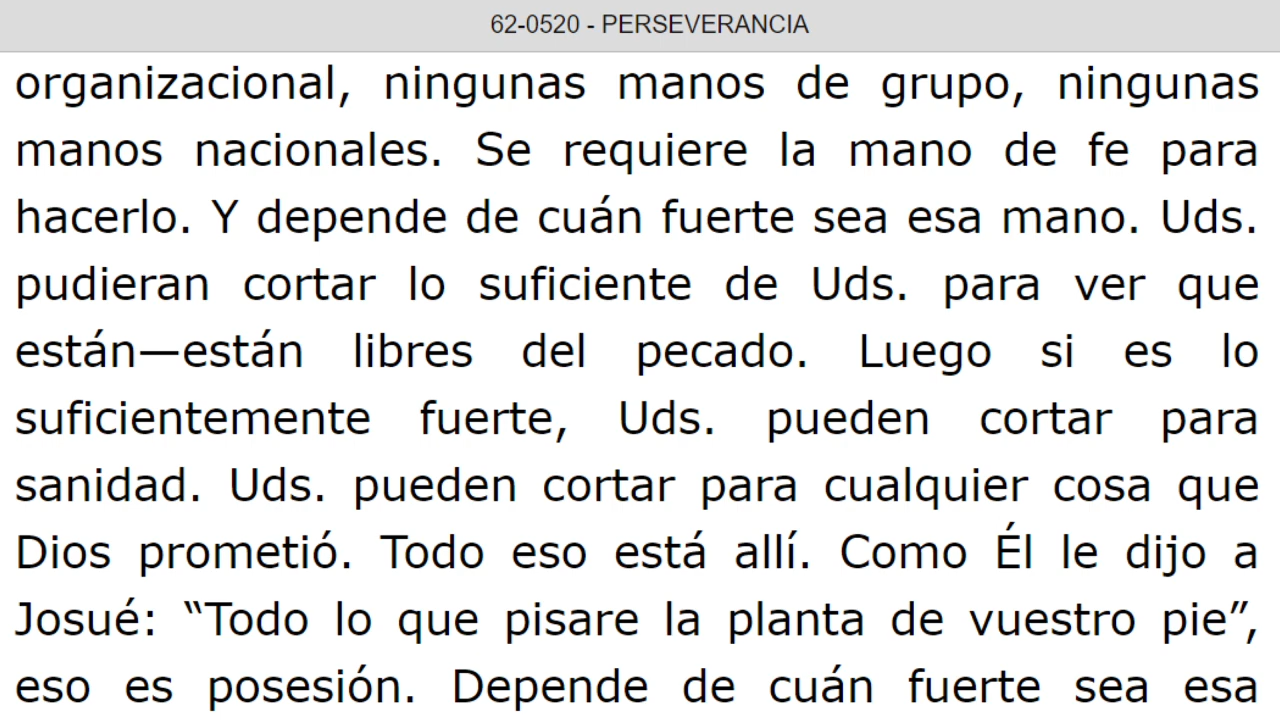 62-0520 - PERSEVERANCIA
organizacional, ningunas manos de grupo, ningunas
manos nacionales. Se requiere la mano de fe para
hacerlo. Y depende de cuán fuerte sea esa mano. Uds.
pudieran cortar lo suficiente de Uds. para ver que
están—están libres del pecado. Luego si es lo
suficientemente fuerte, Uds. pueden cortar para
sanidad. Uds. pueden cortar para cualquier cosa que
Dios prometió. Todo eso está allí. Como Él le dijo a
Josué: “Todo lo que pisare la planta de vuestro pie”,
eso es posesión. Depende de cuán fuerte sea esa